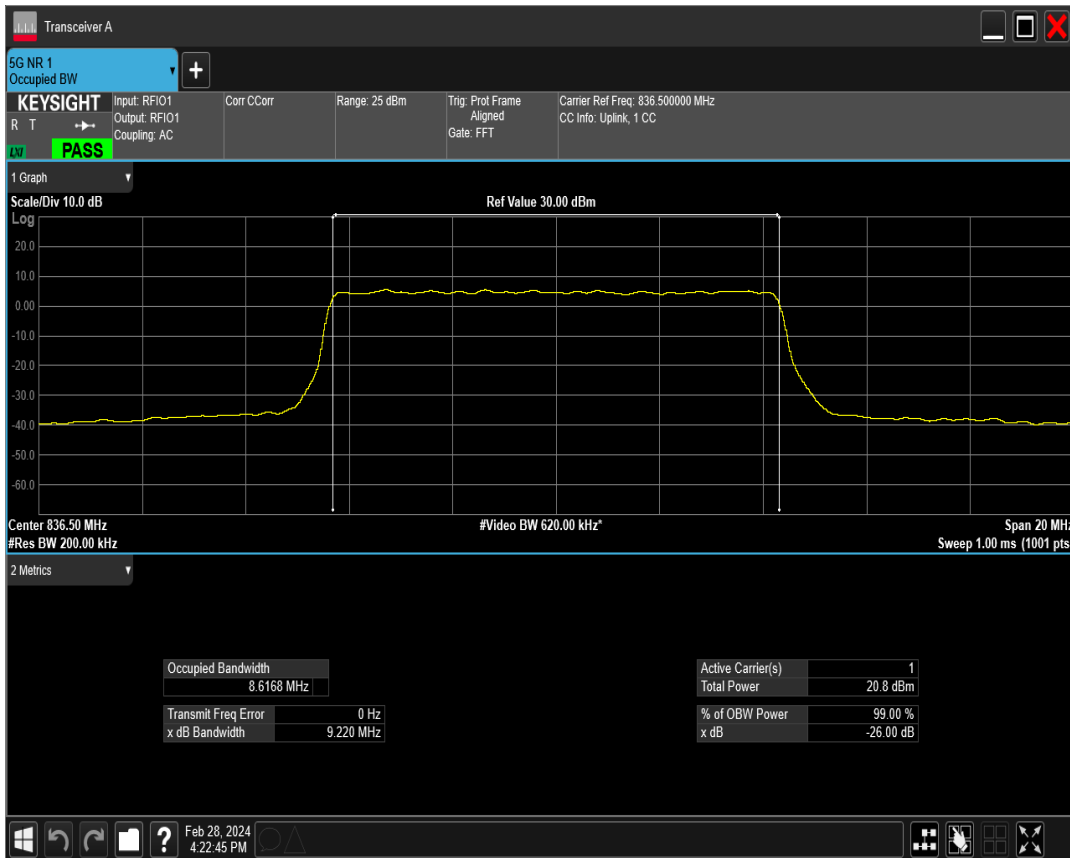 Transceiver A
5G NR 1
Occupied BW
+
KEYSIGHT
R T
LXI
PASS
Input: RFIO1
Output: RFIO1
Coupling: AC
Corr CCorr
Range: 25 dBm
Trig: Prot Frame
Aligned
Gate: FFT
Carrier Ref Freq: 836.500000 MHz
CC Info: Uplink, 1 CC
1 Graph
Scale/Div 10.0 dB
Ref Value 30.00 dBm
Log
20.0
10.0
0.00
-10.0
-20.0
-30.0
-40.0
-50.0
-60.0
Center 836.50 MHz
#Video BW 620.00 kHz*
Span 20 MHz
#Res BW 200.00 kHz
Sweep 1.00 ms (1001 pts
2 Metrics
Occupied Bandwidth
8.6168 MHz
Transmit Freq Error 0 Hz
x dB Bandwidth 9.220 MHz
Active Carrier(s) 1
Total Power 20.8 dBm
% of OBW Power 99.00 %
x dB -26.00 dB
?
Feb 28, 2024
4:22:45 PM